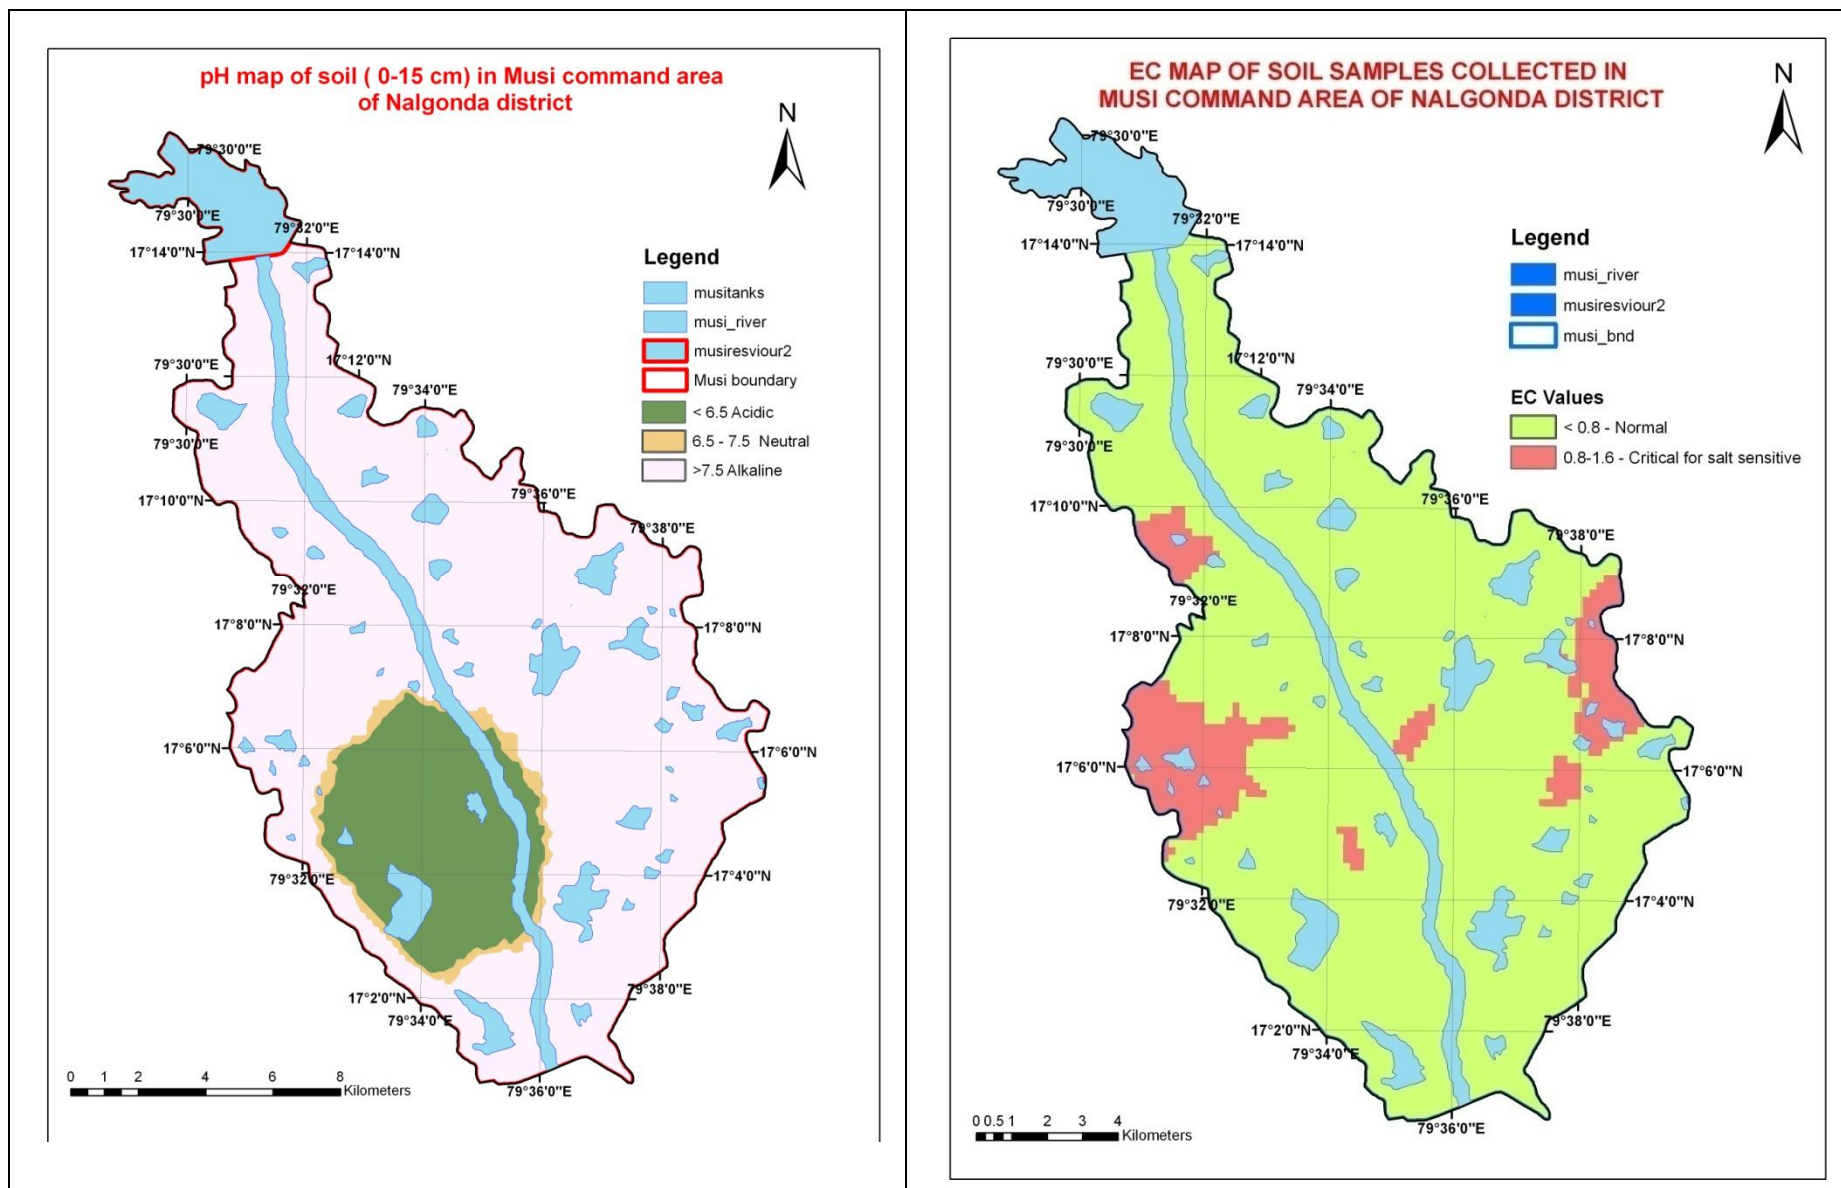 pH map of soil ( 0-15 cm) in Musi command area
of Nalgonda district
N
79°30'0"E
79°30'0"E
79°32'0"E
17°14'0"N
17°14'0"N
Legend
musitanks
musi_river
musiresviour2
Musi boundary
< 6.5 Acidic
6.5 - 7.5 Neutral
>7.5 Alkaline
79°30'0"E
17°12'0"N
79°34'0"E
79°30'0"E
17°10'0"N
79°36'0"E
79°38'0"E
79°32'0"E
17°8'0"N
17°8'0"N
17°6'0"N
17°6'0"N
79°32'0"E
17°4'0"N
17°2'0"N
79°38'0"E
79°34'0"E
79°36'0"E
0 1 2 4 6 8
Kilometers
EC MAP OF SOIL SAMPLES COLLECTED IN
MUSI COMMAND AREA OF NALGONDA DISTRICT
N
79°30'0"E
79°30'0"E
79°32'0"E
17°14'0"N
17°14'0"N
Legend
musi_river
musiresviour2
musi_bnd
EC Values
< 0.8 - Normal
0.8-1.6 - Critical for salt sensitive
79°30'0"E
17°12'0"N
79°34'0"E
79°30'0"E
17°10'0"N
79°36'0"E
79°38'0"E
79°32'0"E
17°8'0"N
17°8'0"N
17°6'0"N
17°6'0"N
79°32'0"E
17°4'0"N
17°2'0"N
79°38'0"E
79°34'0"E
79°36'0"E
0 0.5 1 2 3 4
Kilometers